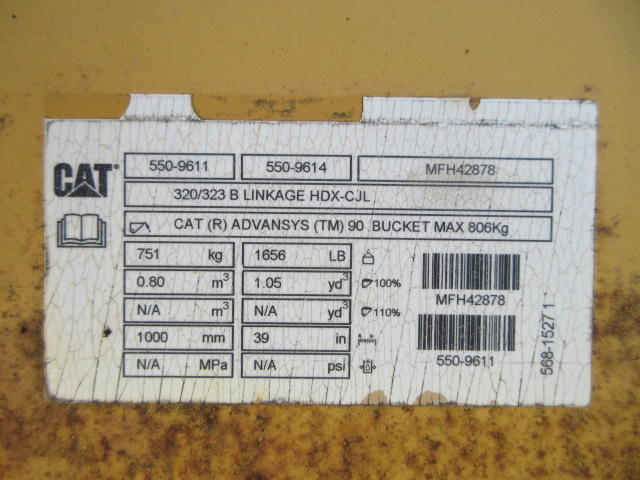 CAT®
550-9611 550-9614 MFH42878
320/323 B LINKAGE HDX-CJL
CAT (R) ADVANSYS (TM) 90 BUCKET MAX 806Kg
751 kg 1656 LB
0.80 m³ 1.05 yd³ 100%
N/A m³ N/A yd³ 110%
1000 mm 39 in
N/A MPa N/A psi
MFH42878
550-9611
568-1527 1